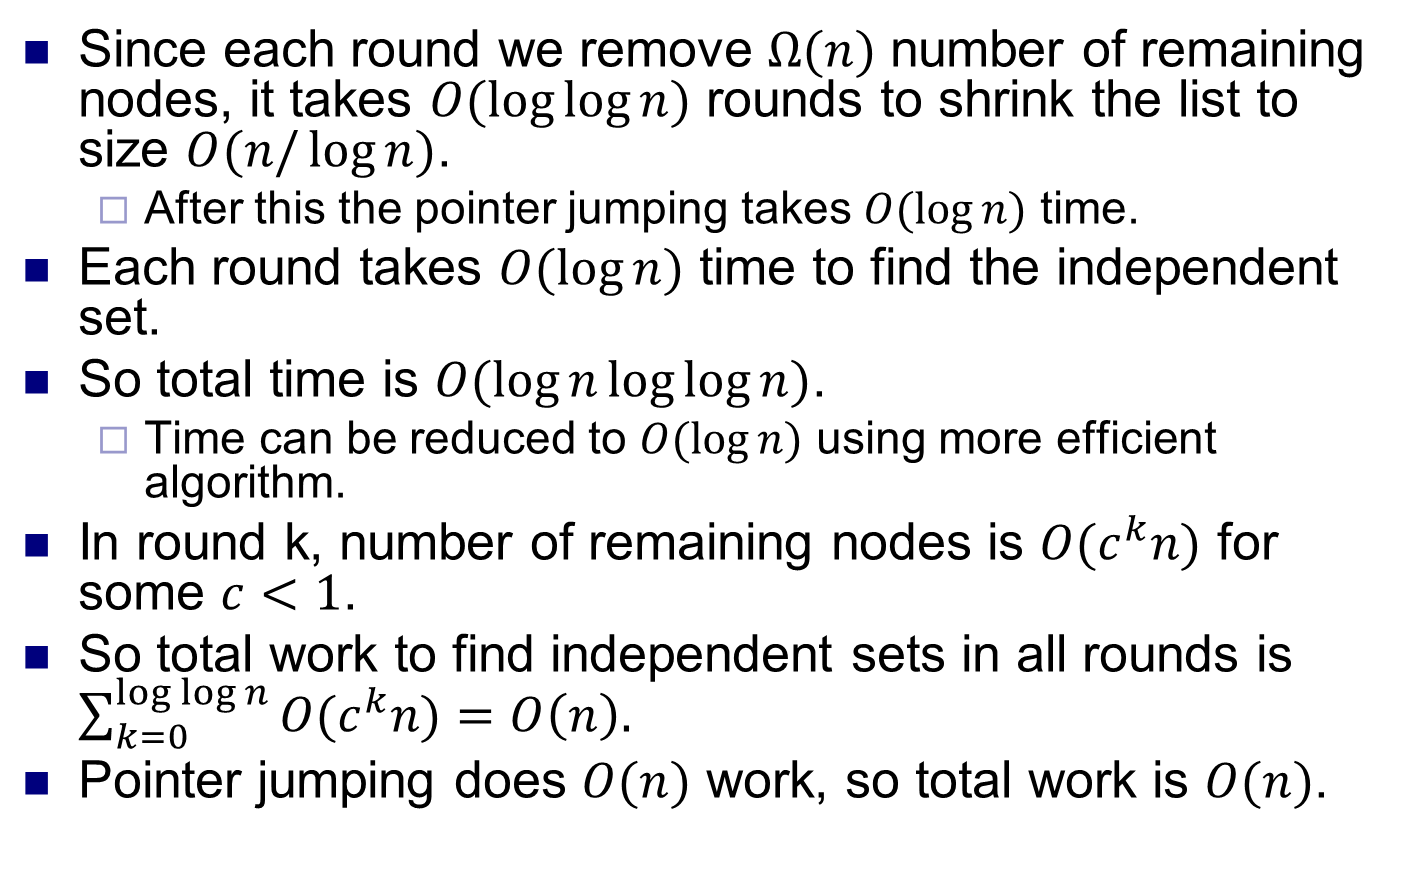 Since each round we remove Ω(n) number of remaining
nodes, it takes O(log log n) rounds to shrink the list to
size O(n/ log n).
After this the pointer jumping takes O(log n) time.
Each round takes O(log n) time to find the independent
set.
So total time is O(log n log log n).
Time can be reduced to O(log n) using more efficient
algorithm.
In round k, number of remaining nodes is O(c^k n) for
some c < 1.
So total work to find independent sets in all rounds is
∑_{k=0}^{log log n} O(c^k n) = O(n).
Pointer jumping does O(n) work, so total work is O(n).